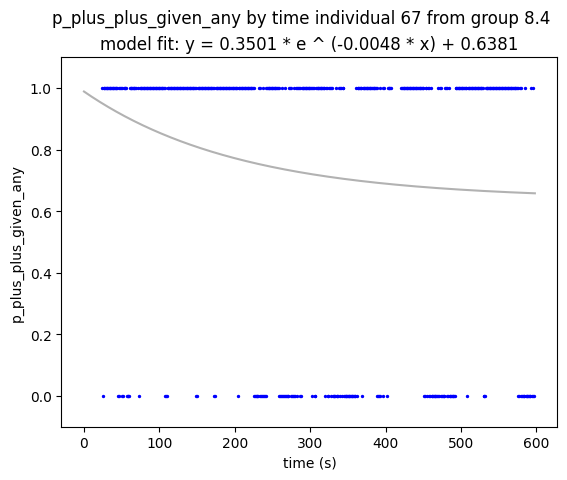 p_plus_plus_given_any by time individual 67 from group 8.4
model fit: y = 0.3501 * e ^ (-0.0048 * x) + 0.6381
1.0
0.8
0.6
0.4
0.2
0.0
p_plus_plus_given_any
0 100 200 300 400 500 600
time (s)